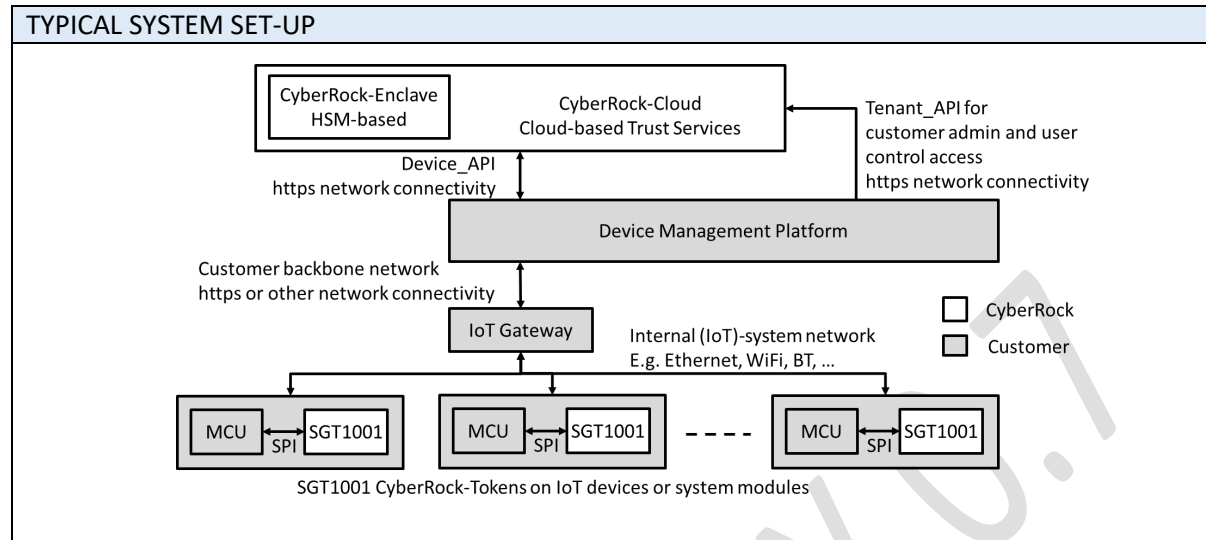 TYPICAL SYSTEM SET-UP
CyberRock-Enclave
HSM-based
CyberRock-Cloud
Cloud-based Trust Services
Tenant_API for
customer admin and user
control access
https network connectivity
Device_API
https network connectivity
Device Management Platform
Customer backbone network
https or other network connectivity
IoT Gateway
CyberRock
Customer
Internal (IoT)-system network
E.g. Ethernet, WiFi, BT, ...
MCU
SPI
SGT1001
MCU
SPI
SGT1001
MCU
SPI
SGT1001
SGT1001 CyberRock-Tokens on IoT devices or system modules
0.7